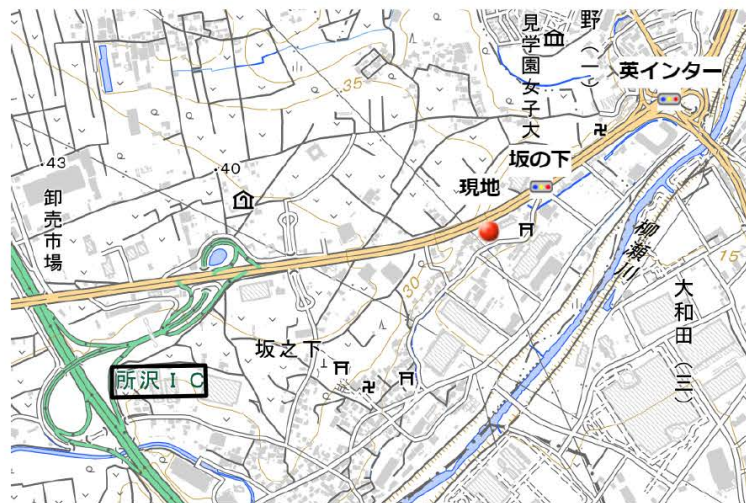 野(一)
見学園女子大
英インター
坂の下
現地
35
・43
・40
卸売市場
柳瀬川
15
30
大和田(三)
坂之下
所沢IC